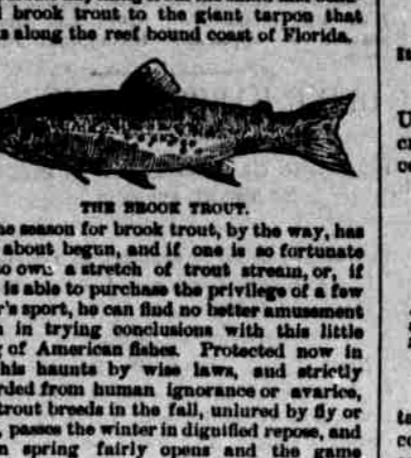 brook trout to the giant tarpon that
along the reef bound coast of Florida.
THE BROOK TROUT.
season for brook trout, by the way, has
about begun, and if one is so fortunate
own a stretch of trout stream, or, if
is able to purchase the privilege of a few
sport, he can find no better amusement
in trying conclusions with this little
of American fishes. Protected now in
his haunts by wise laws, and strictly
from human ignorance or avarice,
trout breeds in the fall, unlured by fly or
, passes the winter in dignified repose, and
spring fairly opens and the game